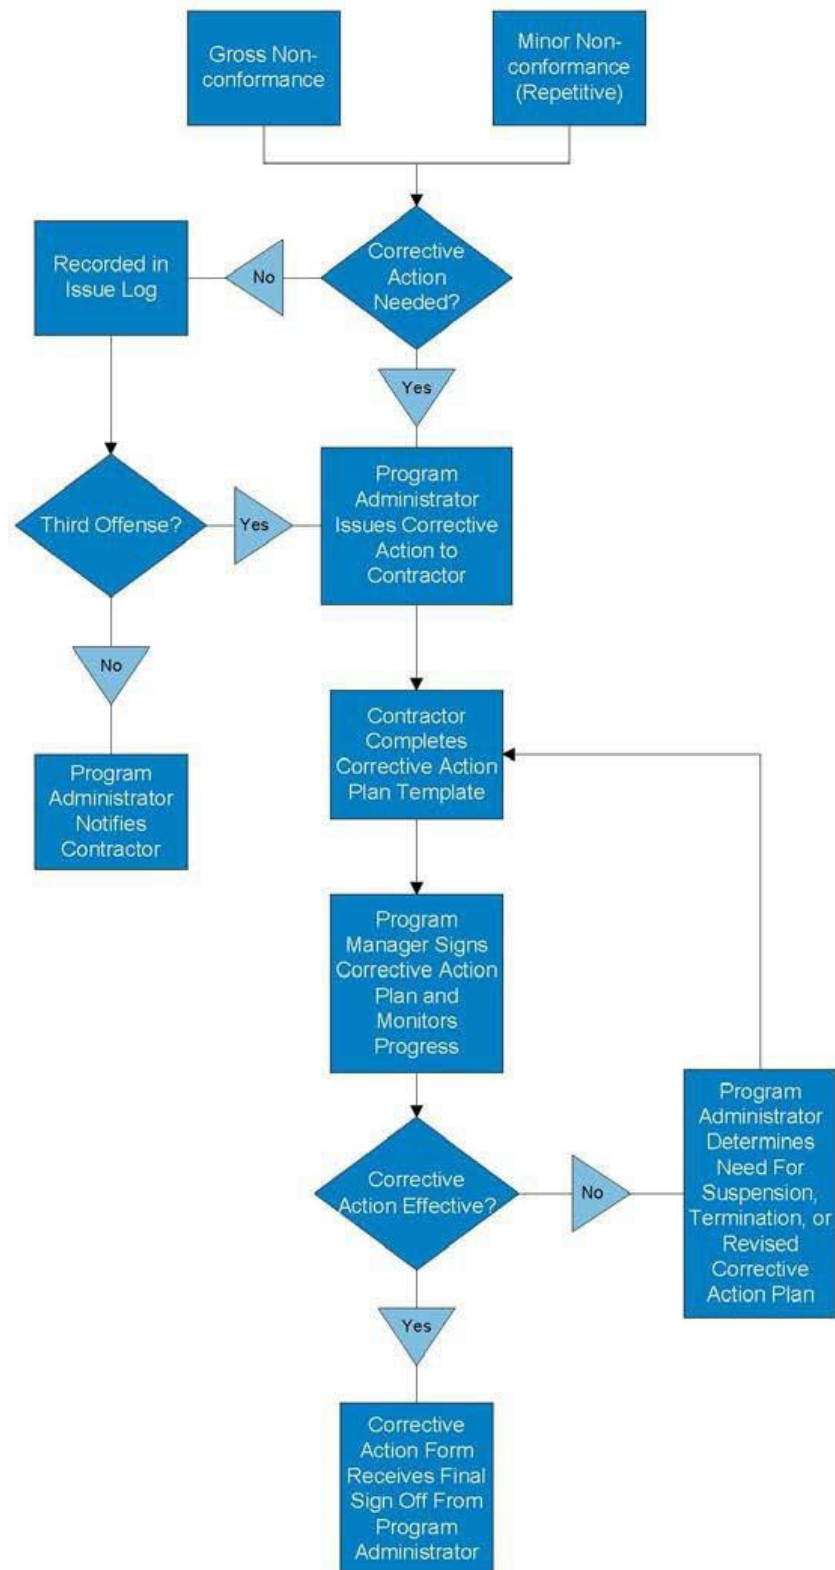 Gross Non-
conformance
Minor Non-
conformance
(Repetitive)
Corrective
Action
Needed?
No
Recorded in
Issue Log
Yes
Third Offense?
Yes
Program
Administrator
Issues Corrective
Action to
Contractor
No
Program
Administrator
Notifies
Contractor
Contractor
Completes
Corrective Action
Plan Template
Program
Manager Signs
Corrective Action
Plan and
Monitors
Progress
Corrective
Action Effective?
No
Program
Administrator
Determines
Need For
Suspension,
Termination, or
Revised
Corrective
Action Plan
Yes
Corrective
Action Form
Receives Final
Sign Off From
Program
Administrator